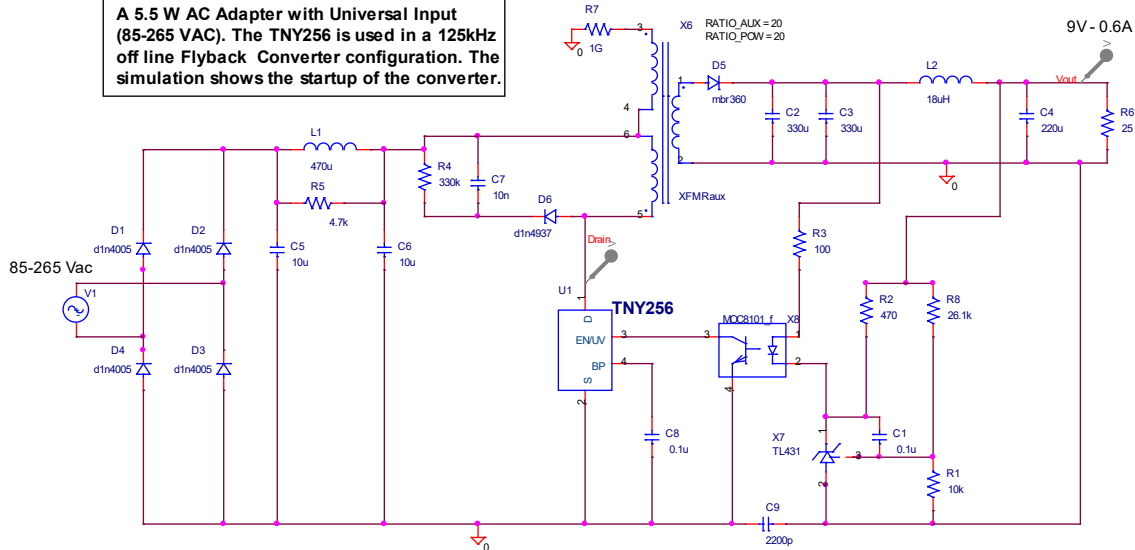 A 5.5 W AC Adapter with Universal Input
(85-265 VAC). The TNY256 is used in a 125kHz
off line Flyback Converter configuration. The
simulation shows the startup of the converter.
R7
1G
0
3
4
6
5
X6
RATIO_AUX = 20
RATIO_POW = 20
1
2
XFMRaux
D5
mbr360
C2
330u
C3
330u
L2
18uH
9V - 0.6A
V
Vout
C4
220u
R6
25
0
L1
470u
R5
4.7k
R4
330k
C7
10n
D6
d1n4937
D1
d1n4005
D2
d1n4005
C5
10u
C6
10u
85-265 Vac
V1
D4
d1n4005
D3
d1n4005
Drain
V
U1
TNY256
1
D
EN/UV
3
BP
4
S
2
C8
0.1u
MOC8101_f
X8
3
4
1
2
R3
100
R2
470
R8
26.1k
X7
TL431
1
2
3
C1
0.1u
R1
10k
C9
2200p
0